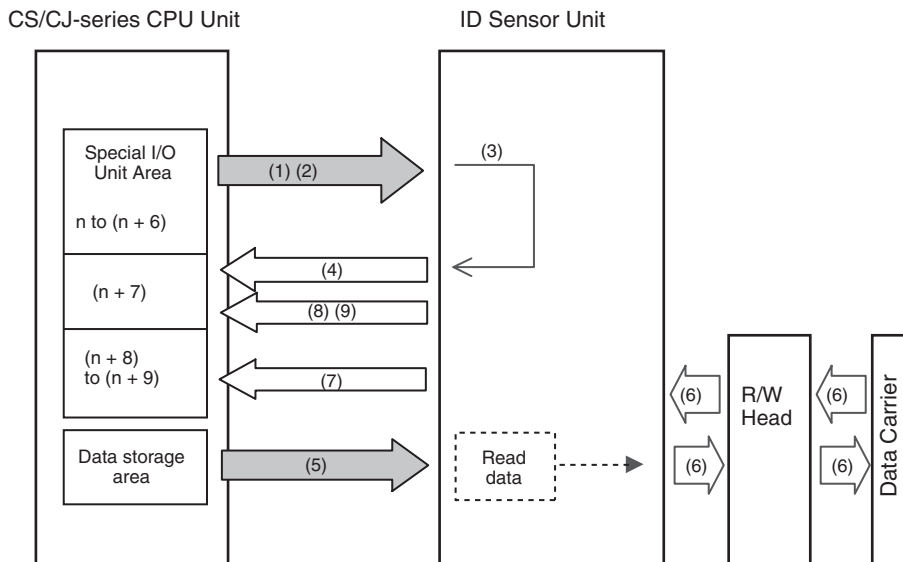 CS/CJ-series CPU Unit
ID Sensor Unit
Special I/O
Unit Area
n to (n + 6)
(1) (2)
(3)
(4)
(n + 7)
(8) (9)
(n + 8)
to (n + 9)
(7)
(6)
R/W
Head
(6)
Data Carrier
Data storage
area
(5)
Read
data
(6)
(6)